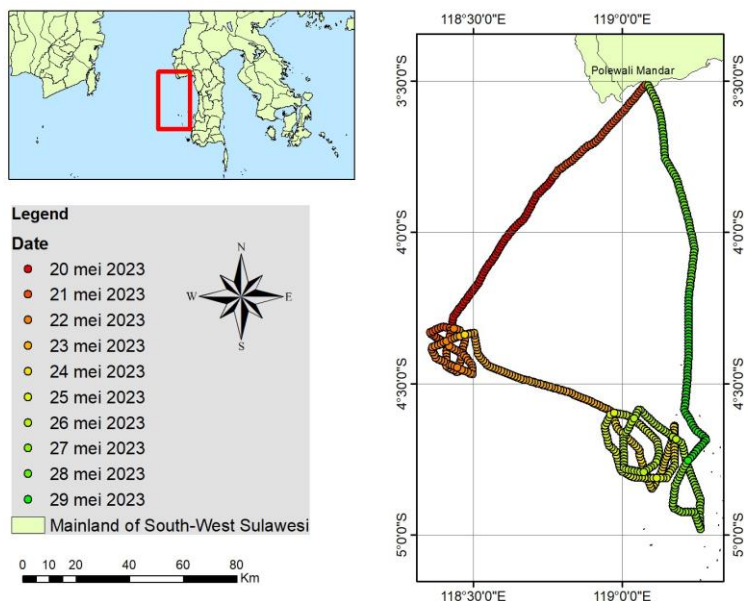 Legend
Date
20 mei 2023
21 mei 2023
22 mei 2023
23 mei 2023
24 mei 2023
25 mei 2023
26 mei 2023
27 mei 2023
28 mei 2023
29 mei 2023
Mainland of South-West Sulawesi
N
W E
S
0 10 20 40 60 80
Km
118°30'0"E 119°0'0"E
Polewali Mandar
3°30'0"S 3°30'0"S
4°0'0"S 4°0'0"S
4°30'0"S 4°30'0"S
5°0'0"S 5°0'0"S
118°30'0"E 119°0'0"E